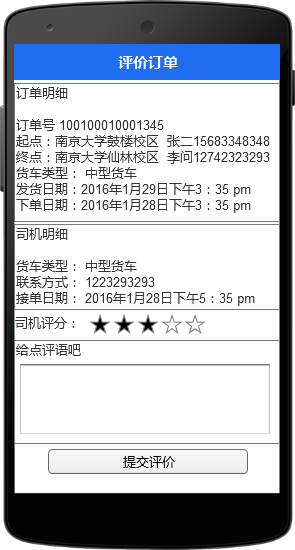 评价订单
订单明细
订单号 100100010001345
起点：南京大学鼓楼校区 张二15683348348
终点：南京大学仙林校区 李问12742323293
货车类型： 中型货车
发货日期：2016年1月29日下午3：35 pm
下单日期：2016年1月28日下午3：35 pm
司机明细
货车类型： 中型货车
联系方式： 1223293293
接单日期： 2016年1月28日下午5：35 pm
司机评分：
给点评语吧
提交评价